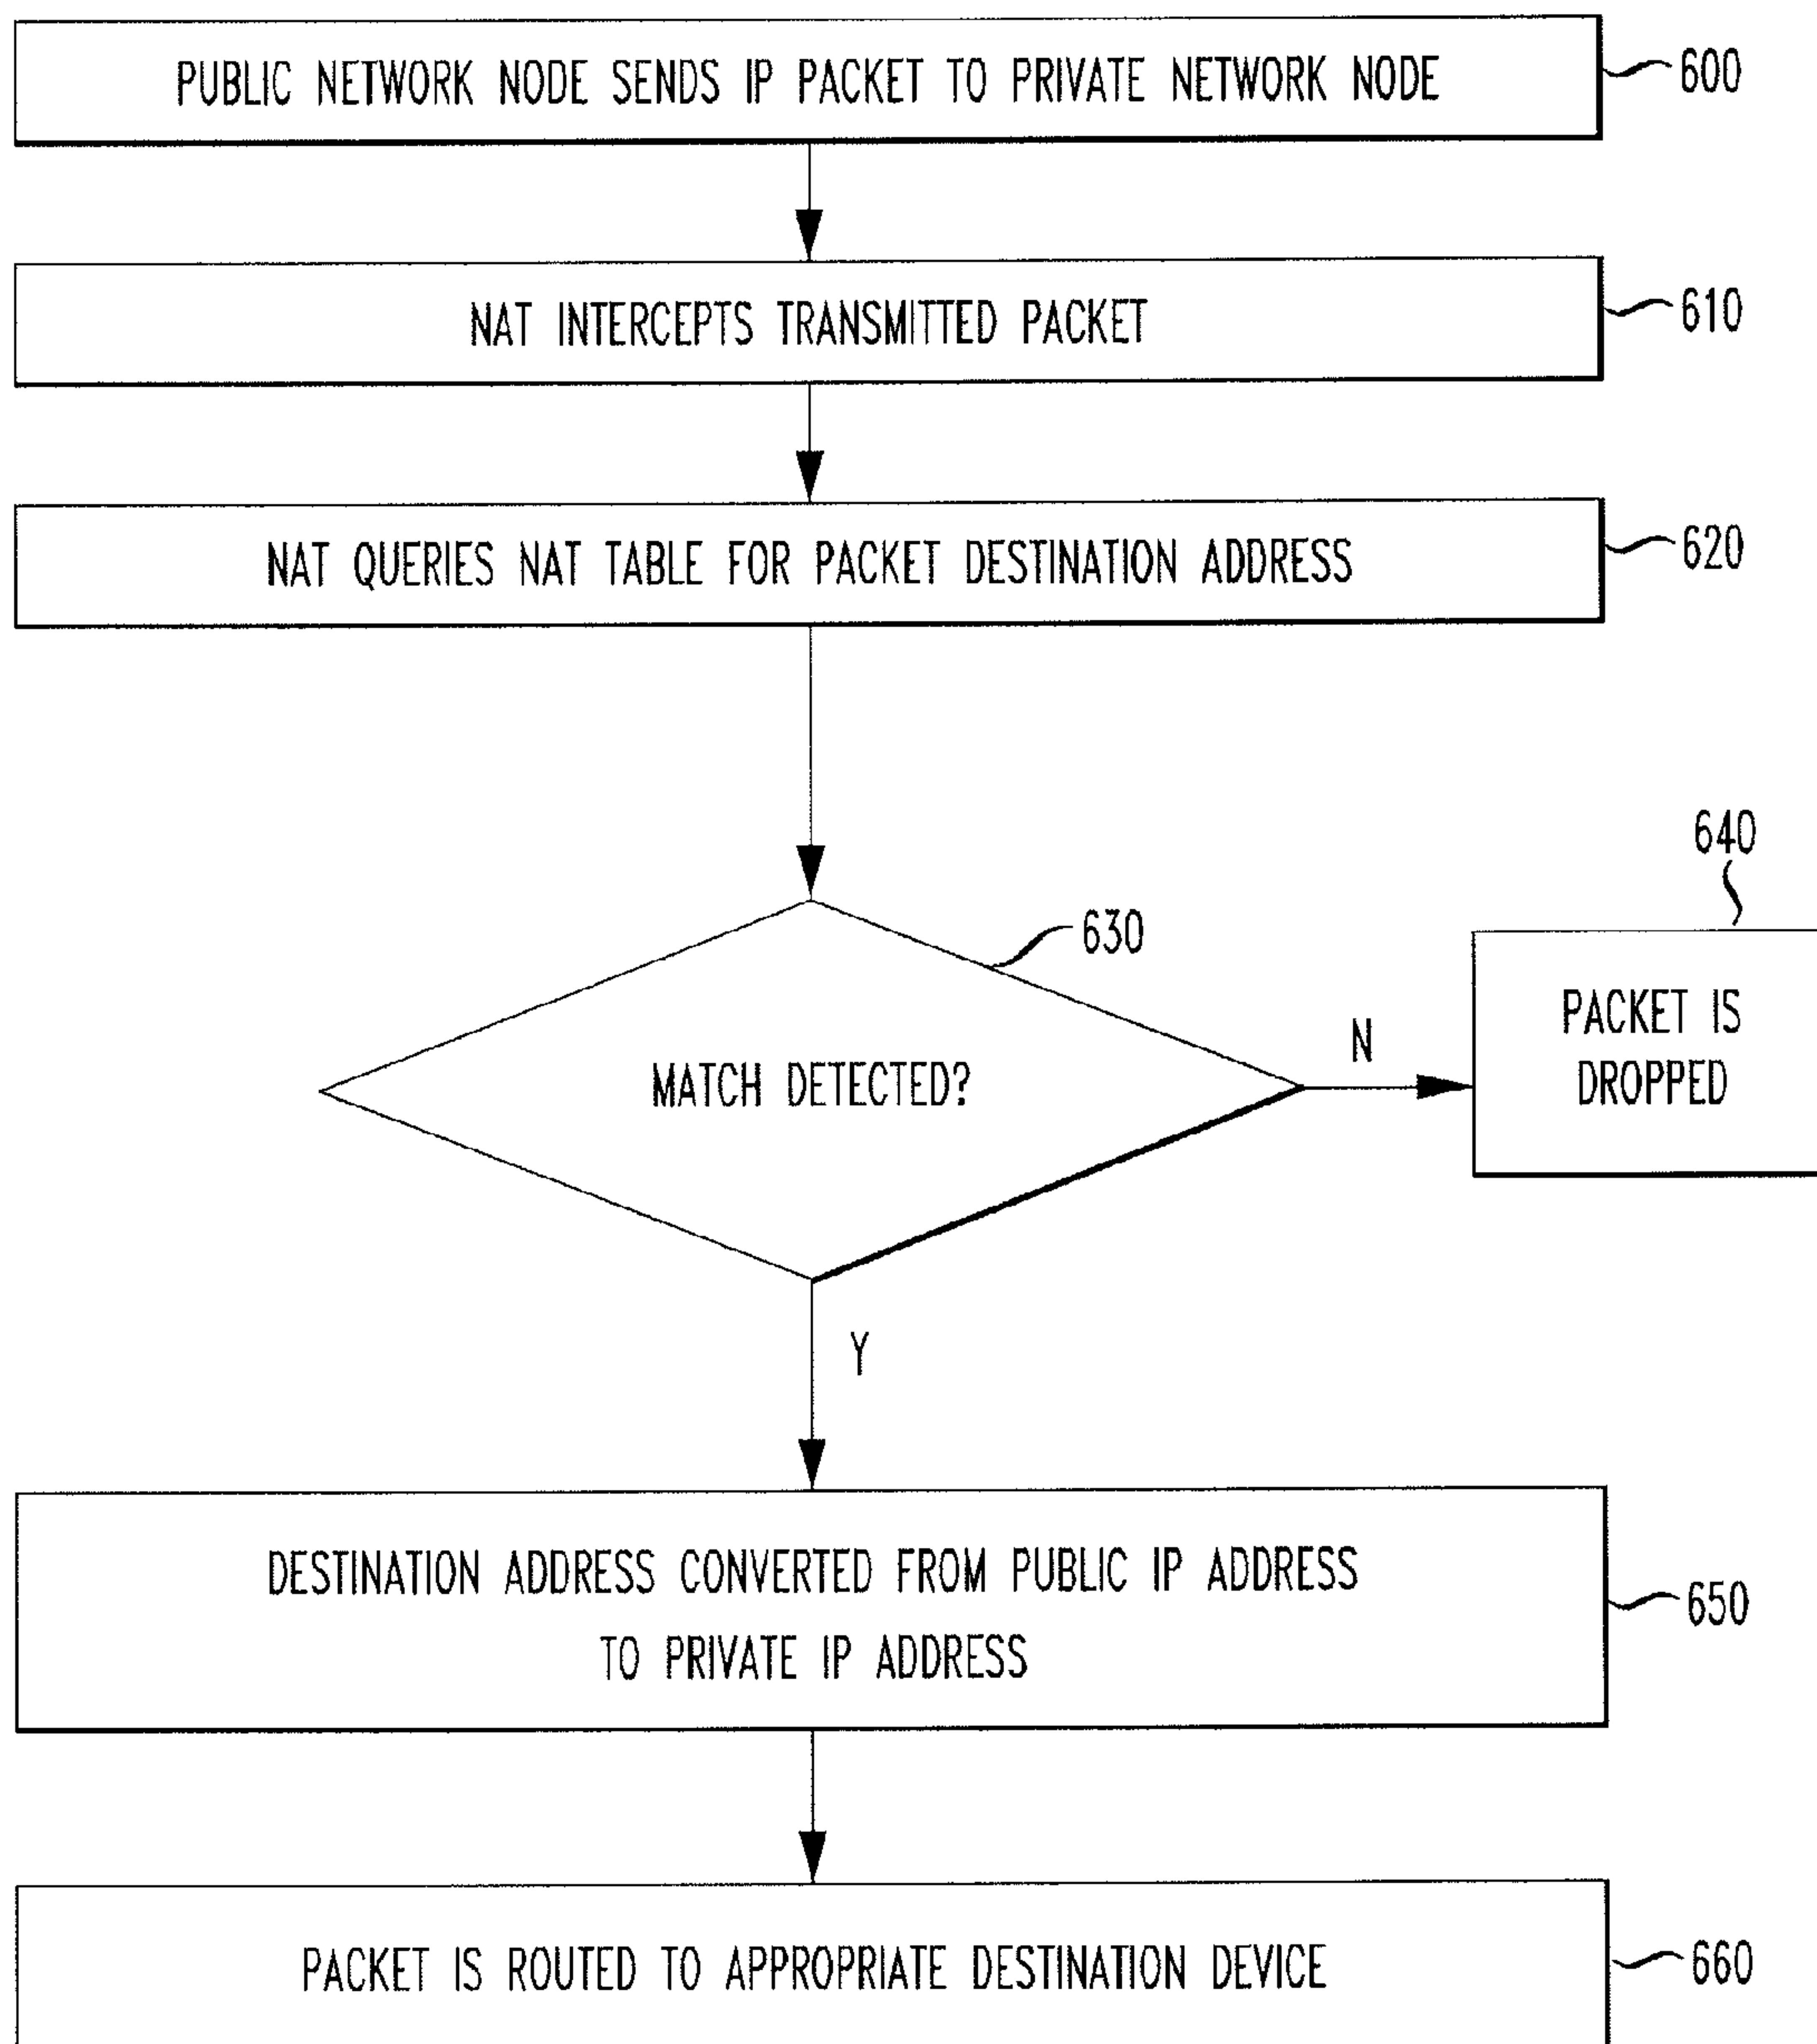 PUBLIC NETWORK NODE SENDS IP PACKET TO PRIVATE NETWORK NODE
600
NAT INTERCEPTS TRANSMITTED PACKET
610
NAT QUERIES NAT TABLE FOR PACKET DESTINATION ADDRESS
620
630
MATCH DETECTED?
N
640
PACKET IS
DROPPED
Y
DESTINATION ADDRESS CONVERTED FROM PUBLIC IP ADDRESS
TO PRIVATE IP ADDRESS
650
PACKET IS ROUTED TO APPROPRIATE DESTINATION DEVICE
660